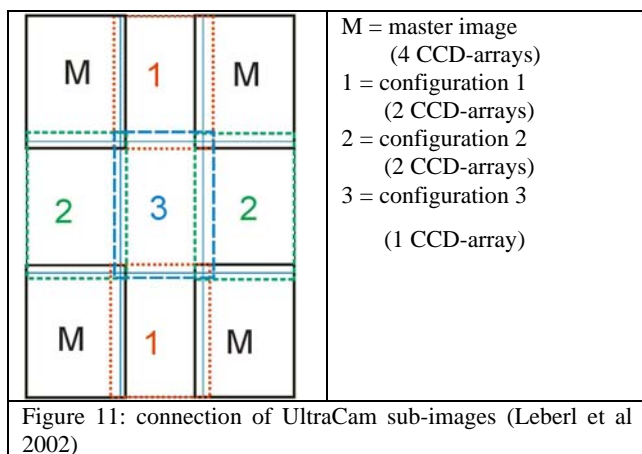 M 1 M
2 3 2
M 1 M
M = master image
(4 CCD-arrays)
1 = configuration 1
(2 CCD-arrays)
2 = configuration 2
(2 CCD-arrays)
3 = configuration 3
(1 CCD-array)
Figure 11: connection of UltraCam sub-images (Leberl et al
2002)